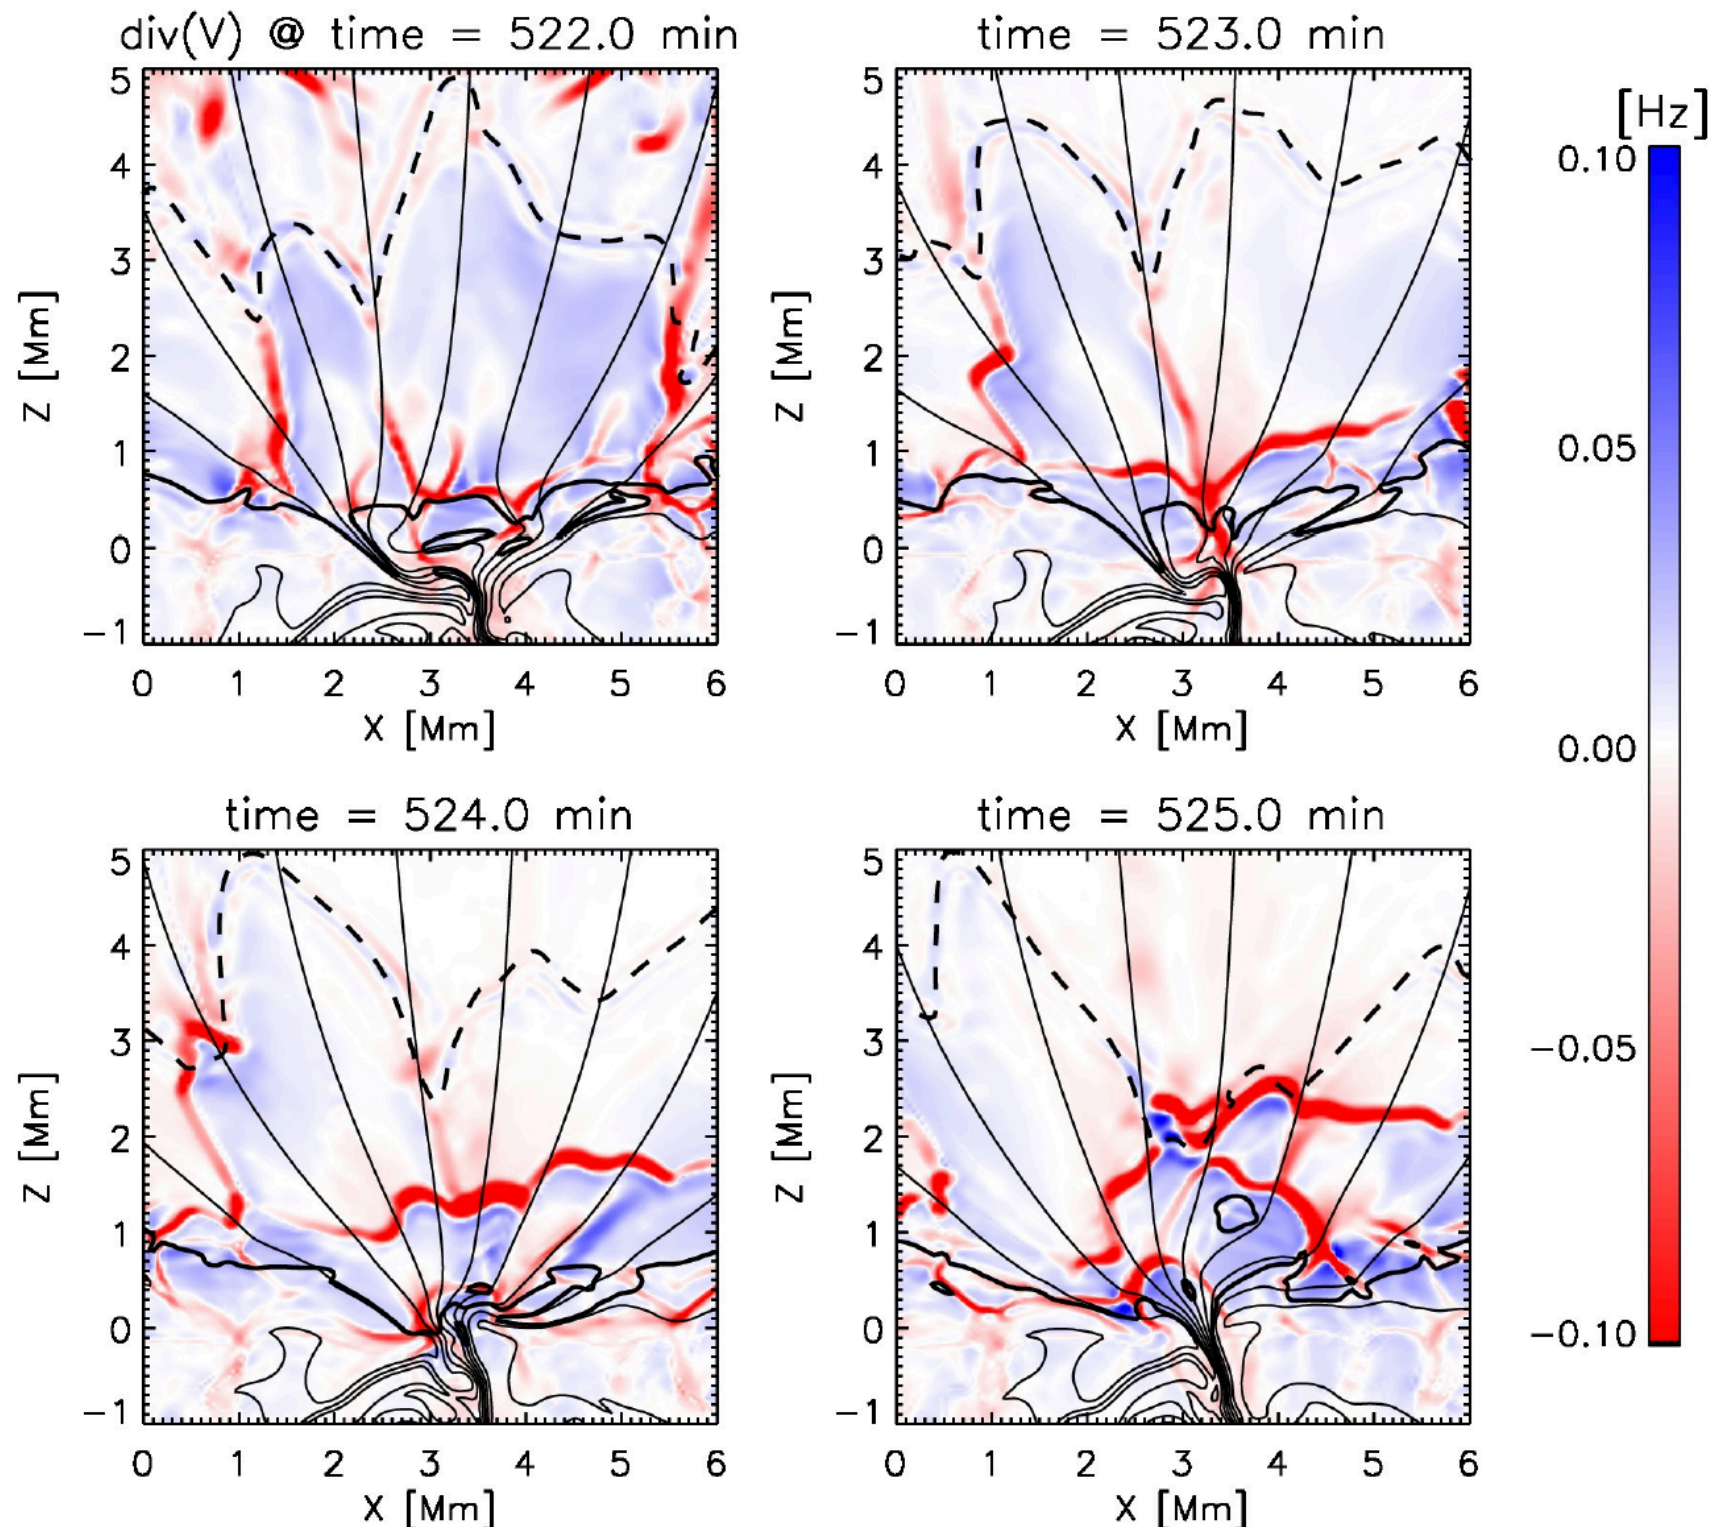 div(V) @ time = 522.0 min
time = 523.0 min
[Hz]
5
4
3
2
1
0
−1
Z [Mm]
0 1 2 3 4 5 6
X [Mm]
5
4
3
2
1
0
−1
Z [Mm]
0 1 2 3 4 5 6
X [Mm]
0.10
0.05
0.00
−0.05
−0.10
time = 524.0 min
time = 525.0 min
5
4
3
2
1
0
−1
Z [Mm]
0 1 2 3 4 5 6
X [Mm]
5
4
3
2
1
0
−1
Z [Mm]
0 1 2 3 4 5 6
X [Mm]